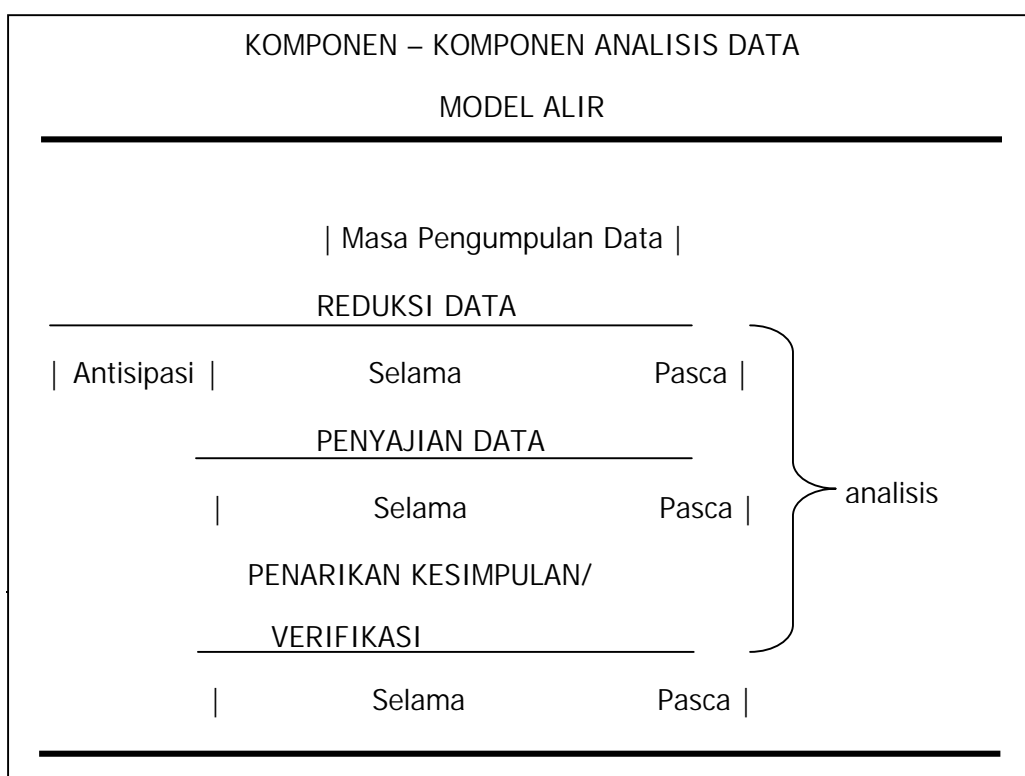 KOMPONEN – KOMPONEN ANALISIS DATA
MODEL ALIR
| Masa Pengumpulan Data |
REDUKSI DATA
| Antisipasi | Selama Pasca |
PENYAJIAN DATA
| Selama Pasca |
analisis
PENARIKAN KESIMPULAN/
VERIFIKASI
| Selama Pasca |